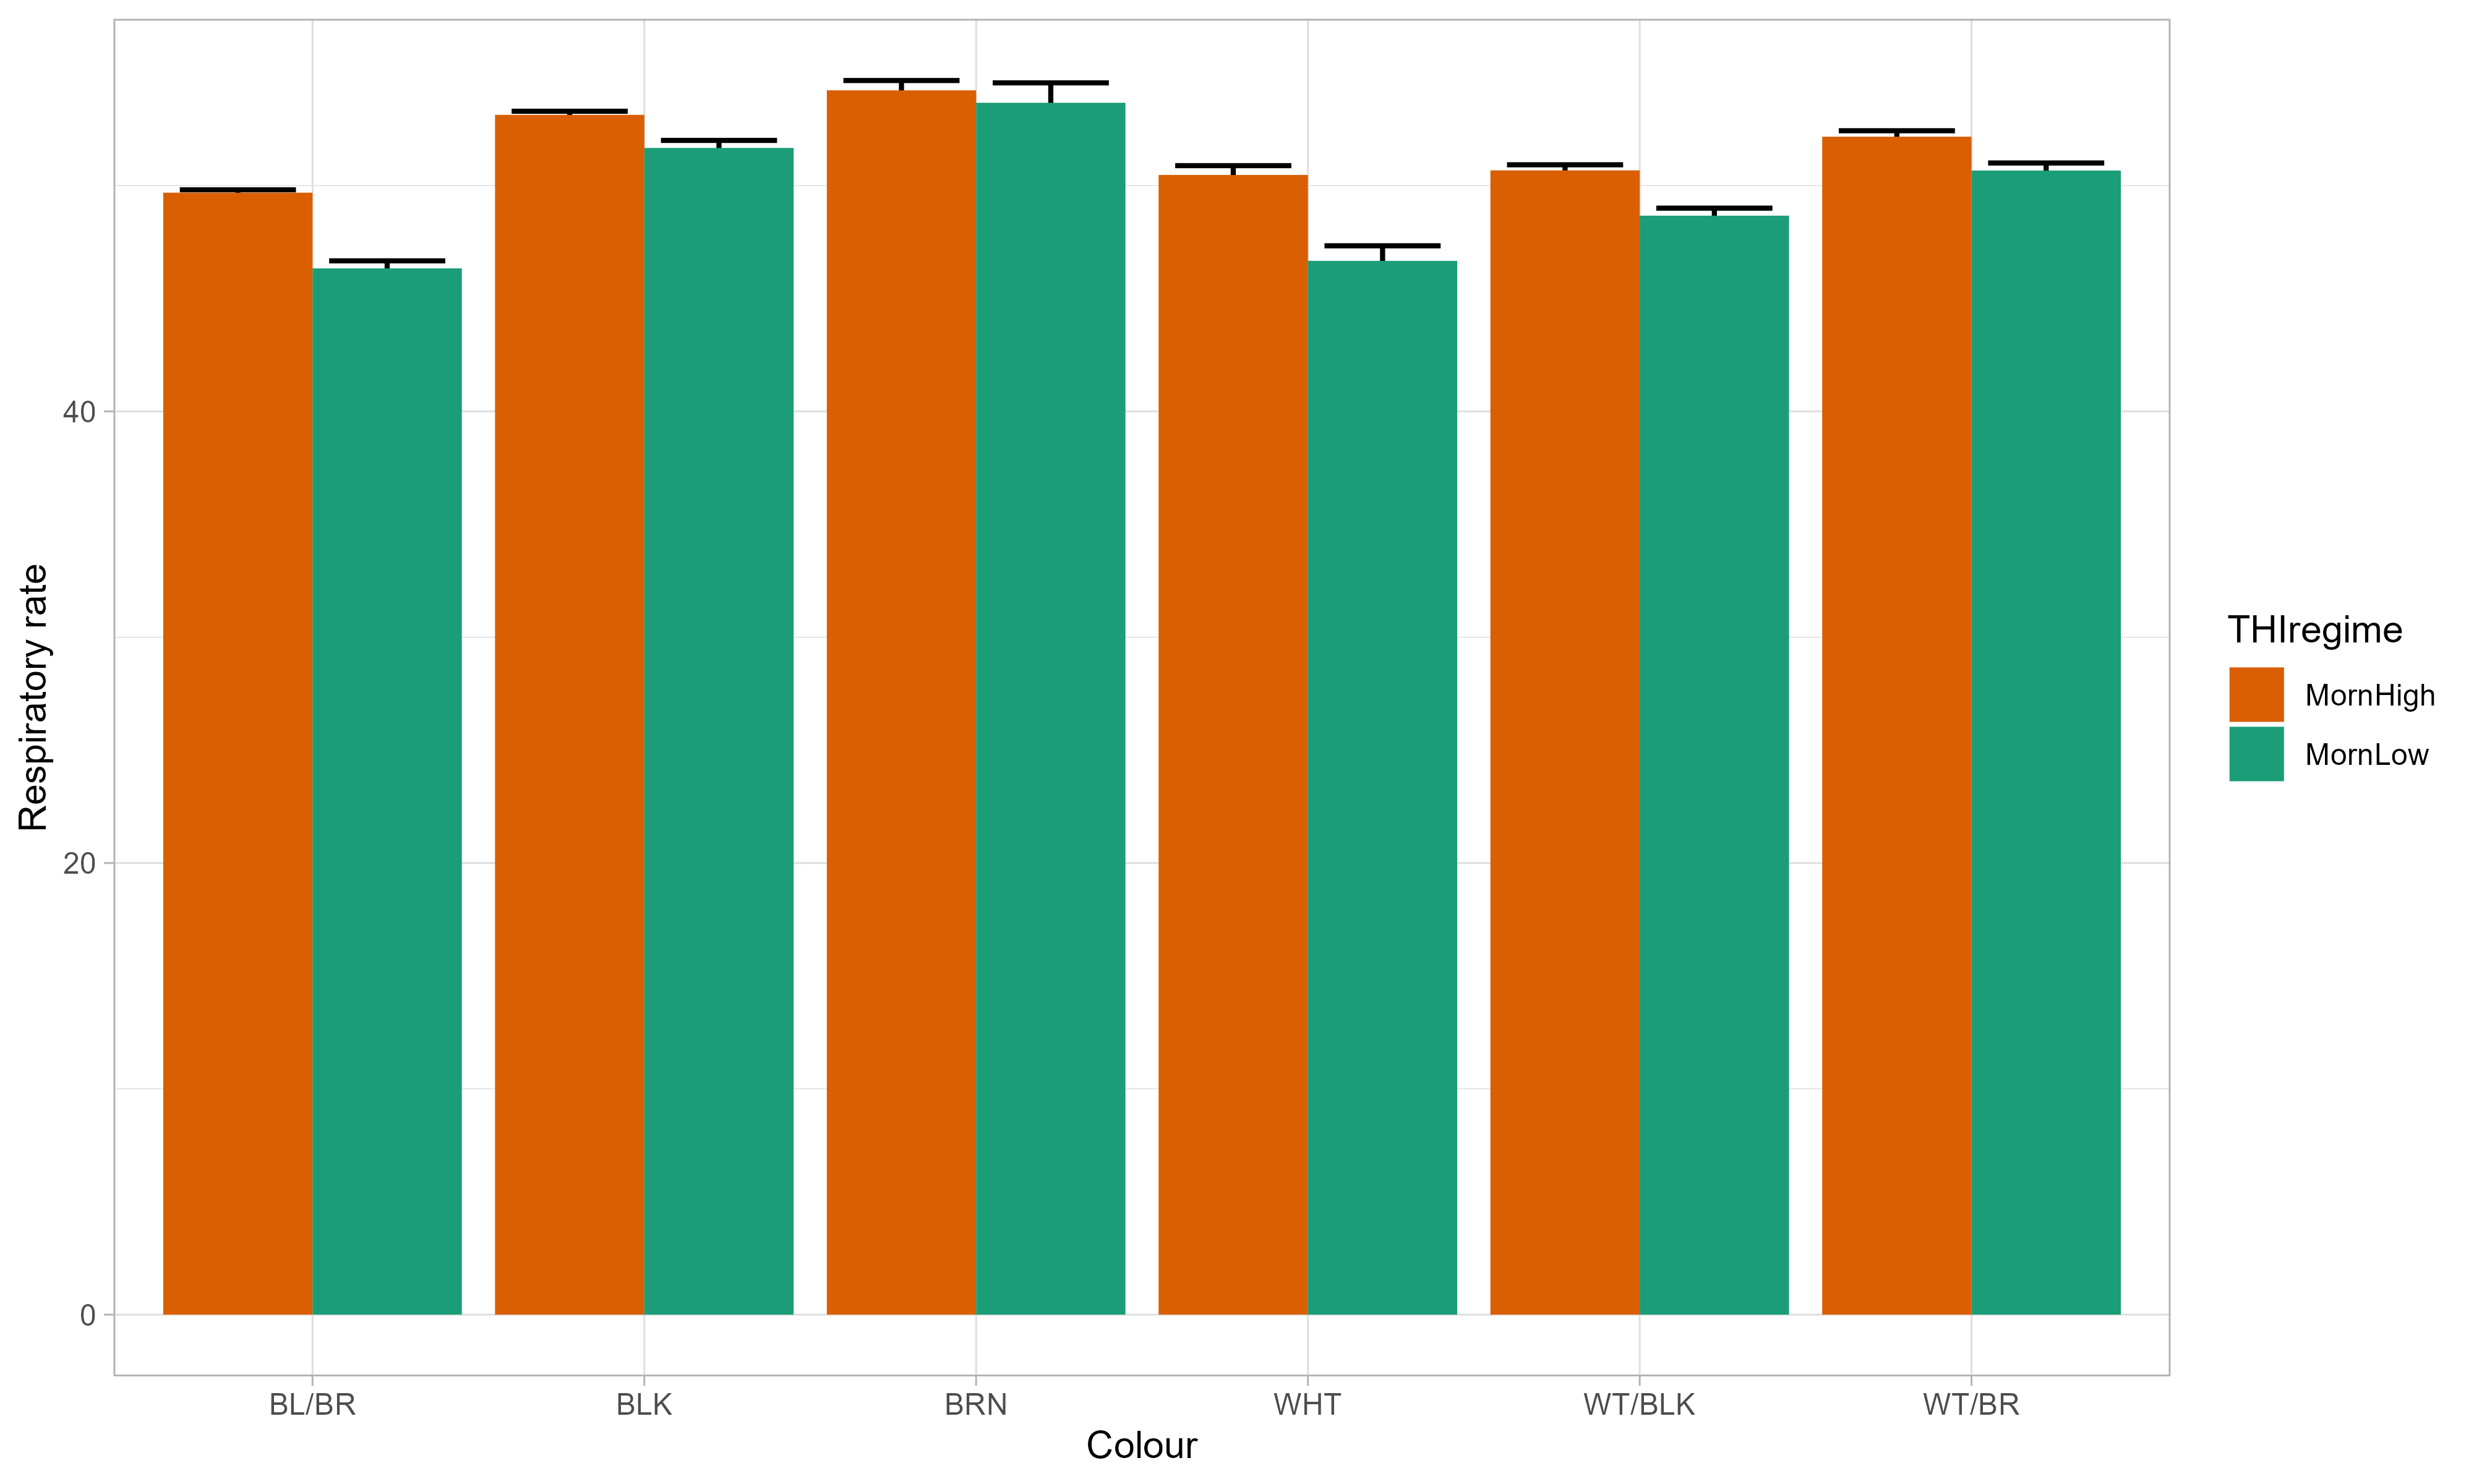 Respiratory rate
40
20
0
BL/BR BLK BRN WHT WT/BLK WT/BR
Colour
THIregime
MornHigh
MornLow